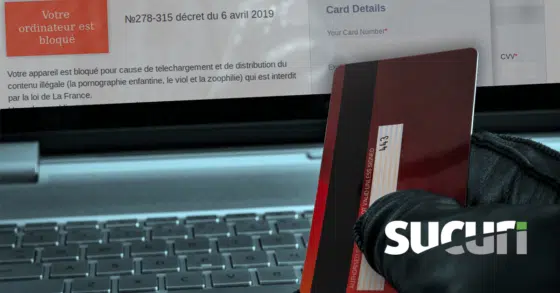 Votre
ordinateur est
bloqué
№278-315 décret du 6 avril 2019
Votre appareil est bloqué pour cause de telechargement et de distribution du
contenu illégale (la pornographie enfantine, le viol et la zoophilie) qui est interdit
par la loi de La France.
Card Details
Your Card Number*
CVV*
443
sucuri